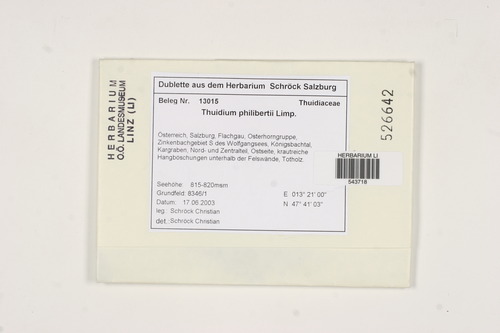 HERBARIUM
O.Ö. LANDESMUSEUM
LINZ (LI)
Dublette aus dem Herbarium Schröck Salzburg
Beleg Nr. 13015 Thuidiaceae
Thuidium philibertii Limp.
Österreich, Salzburg, Flachgau, Osterhorngruppe,
Zinkenbachgebiet S des Wolfgangsees, Königsbachtal,
Kargraben, Nord- und Zentralteil, Ostseite, krautreiche
Hangböschungen unterhalb der Felswände, Totholz.
Seehöhe: 815-820msm
Grundfeld: 8346/1 E 013° 21' 00"
Datum: 17.06.2003 N 47° 41' 03"
leg: Schröck Christian
det.: Schröck Christian
HERBARIUM LI
543718
526642